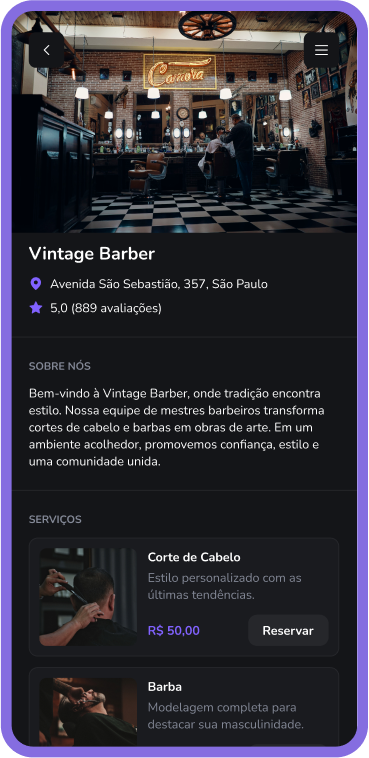 Vintage Barber
Avenida São Sebastião, 357, São Paulo
5,0 (889 avaliações)
SOBRE NÓS
Bem-vindo à Vintage Barber, onde tradição encontra
estilo. Nossa equipe de mestres barbeiros transforma
cortes de cabelo e barbas em obras de arte. Em um
ambiente acolhedor, promovemos confiança, estilo e
uma comunidade unida.
SERVIÇOS
Corte de Cabelo
Estilo personalizado com as
últimas tendências.
R$ 50,00
Reservar
Barba
Modelagem completa para
destacar sua masculinidade.